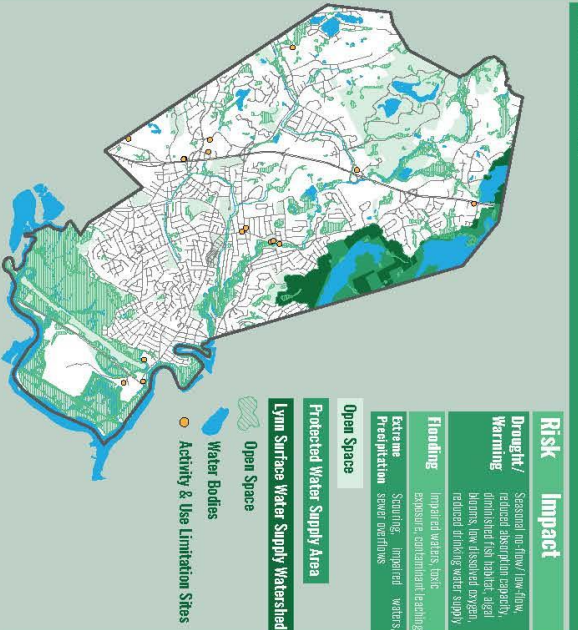 Risk Impact
Drought/
Warming
Seasonal no-flow/low-flow,
reduced absorption capacity,
diminished fish habitat, algal
blooms, low dissolved oxygen,
reduced drinking water supply
Flooding
Impaired waters, toxic
exposure, contaminant leaching
Extreme
Precipitation
Scouring, impaired waters,
sewer overflows
Open Space
Protected Water Supply Area
Lynn Surface Water Supply Watershed
Open Space
Water Bodies
Activity & Use Limitation Sites